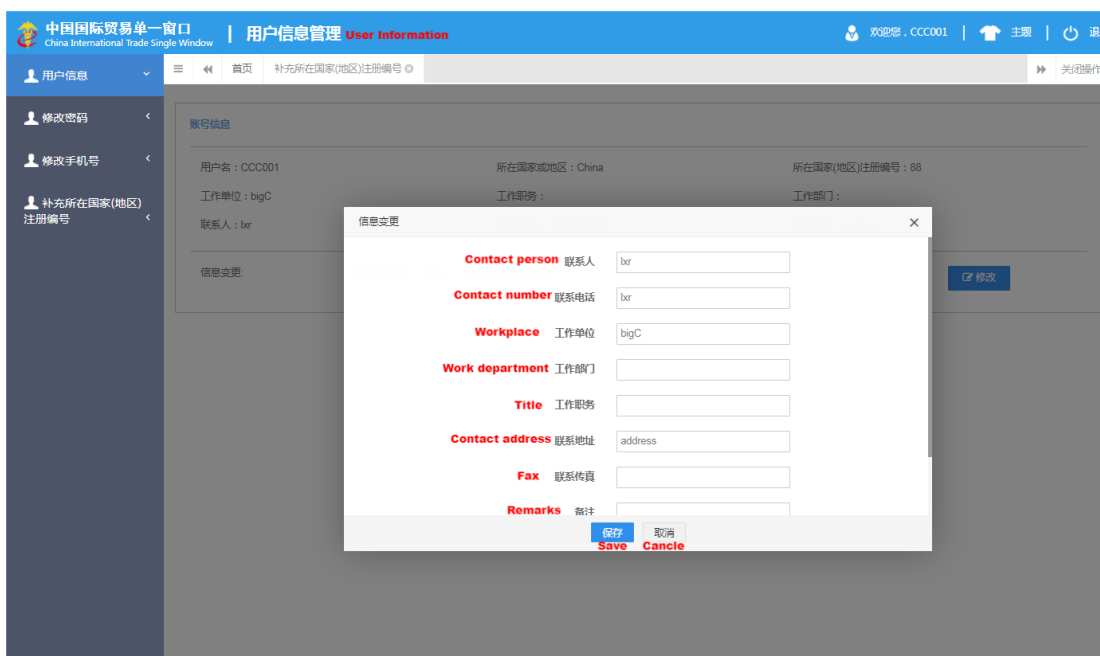 中国国际贸易单一窗口
China International Trade Single Window
用户信息管理 User Information
欢迎您，CCC001
主题
退
用户信息
首页
补充所在国家(地区)注册编号
关闭操作
修改密码
修改手机号
补充所在国家(地区)
注册编号
账号信息
用户名：CCC001
所在国家或地区：China
所在国家(地区)注册编号：88
工作单位：bigC
工作职务：
工作部门：
联系人：lxr
信息变更:
修改
信息变更
Contact person 联系人 lxr
Contact number 联系电话 lxr
Workplace 工作单位 bigC
Work department 工作部门
Title 工作职务
Contact address 联系地址 address
Fax 联系传真
Remarks 备注
保存 取消
Save Cancle